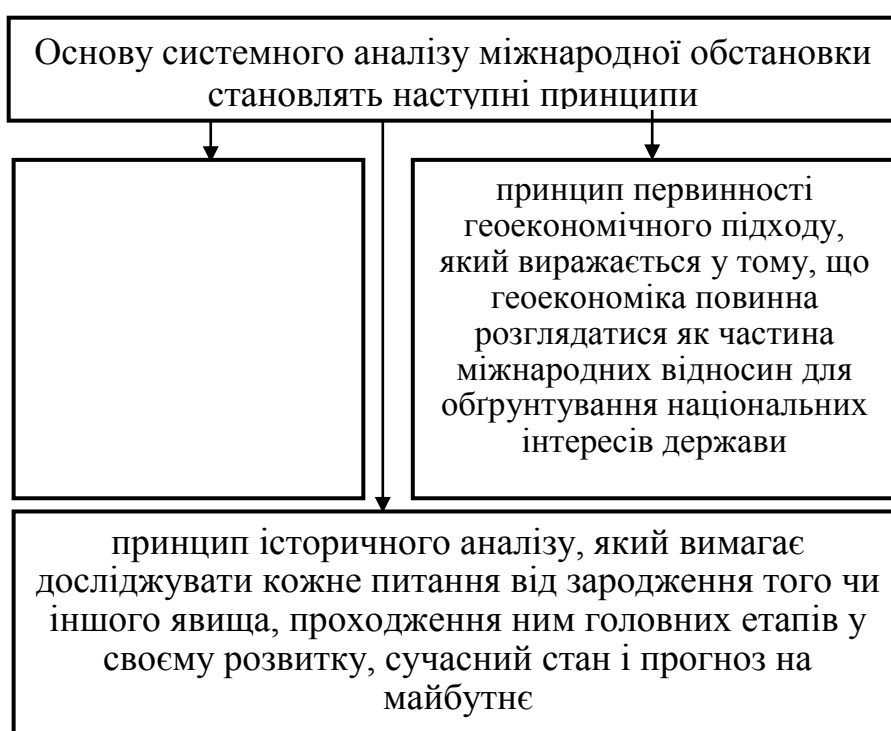 Основу системного аналізу міжнародної обстановки
становлять наступні принципи
принцип первинності
геоекономічного підходу,
який виражається у тому, що
геоекономіка повинна
розглядатися як частина
міжнародних відносин для
обґрунтування національних
інтересів держави
принцип історичного аналізу, який вимагає
досліджувати кожне питання від зародження того чи
іншого явища, проходження ним головних етапів у
своєму розвитку, сучасний стан і прогноз на
майбутнє